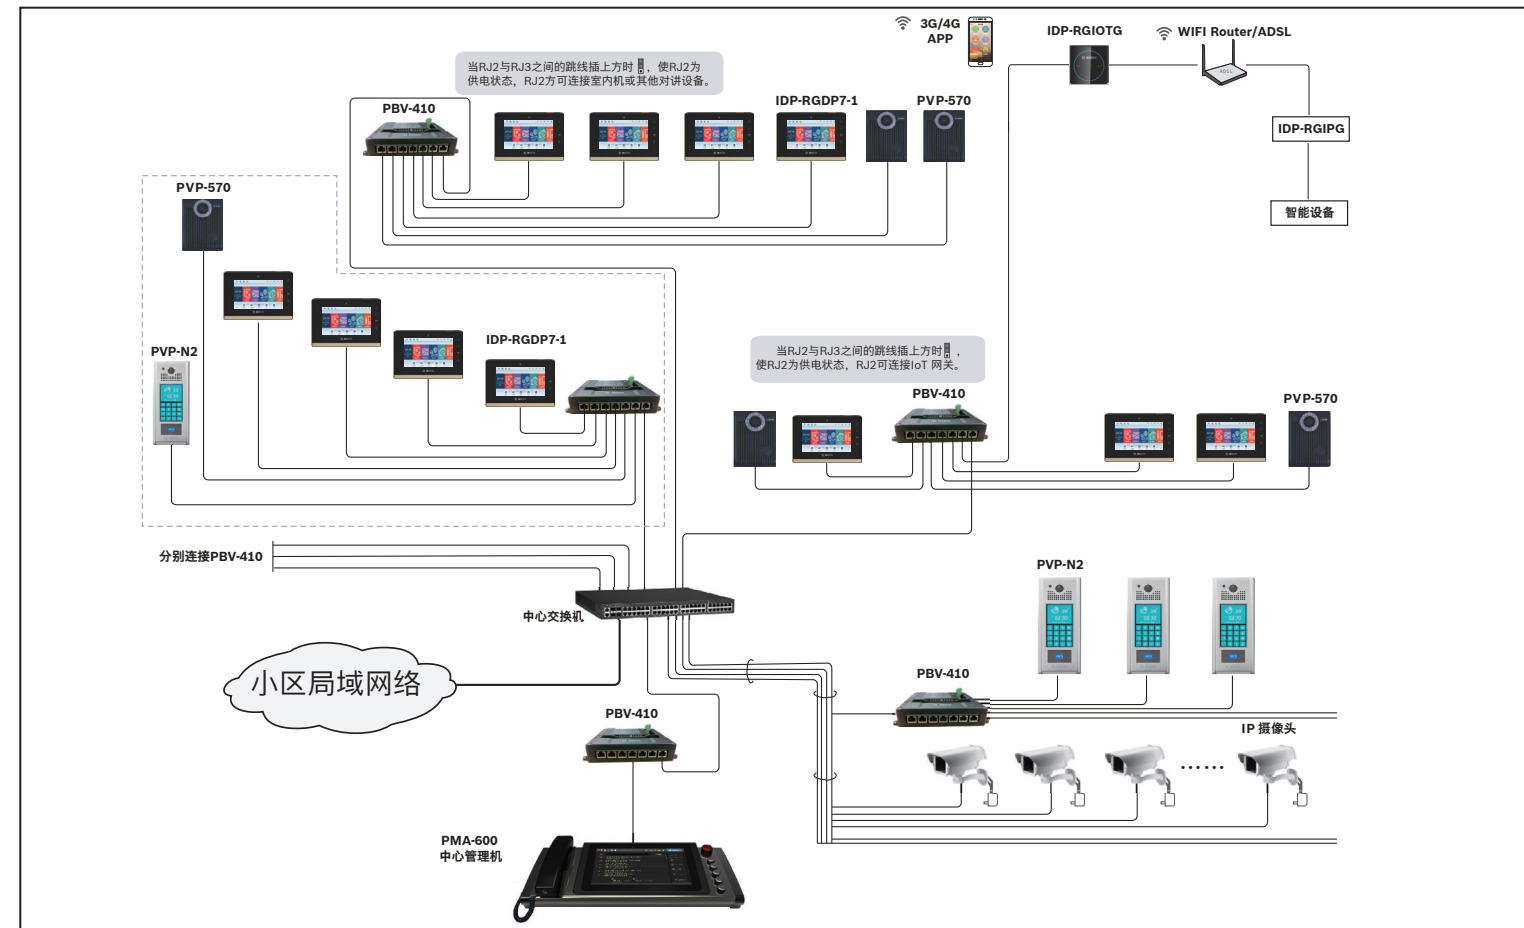 3G/4G
APP
IDP-RGIOTG
WIFI Router/ADSL
ADSL
当RJ2与RJ3之间的跳线插上方时 ，使RJ2为
供电状态，RJ2方可连接室内机或其他对讲设备。
PBV-410
IDP-RGDP7-1
PVP-570
IDP-RGIPG
智能设备
PVP-570
PVP-N2
IDP-RGDP7-1
当RJ2与RJ3之间的跳线插上方时 ，
使RJ2为供电状态，RJ2可连接IoT 网关。
PBV-410
PVP-570
分别连接PBV-410
中心交换机
PVP-N2
小区局域网络
PBV-410
PBV-410
IP 摄像头
······
PMA-600
中心管理机